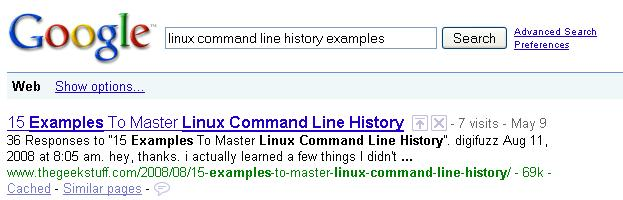 Google™
linux command line history examples
Search
Advanced Search
Preferences
Web Show options...
15 Examples To Master Linux Command Line History - 7 visits - May 9
36 Responses to "15 Examples To Master Linux Command Line History". digifuzz Aug 11,
2008 at 8:05 am. hey, thanks. i actually learned a few things I didn't ...
www.thegeekstuff.com/2008/08/15-examples-to-master-linux-command-line-history/ - 69k -
Cached - Similar pages -